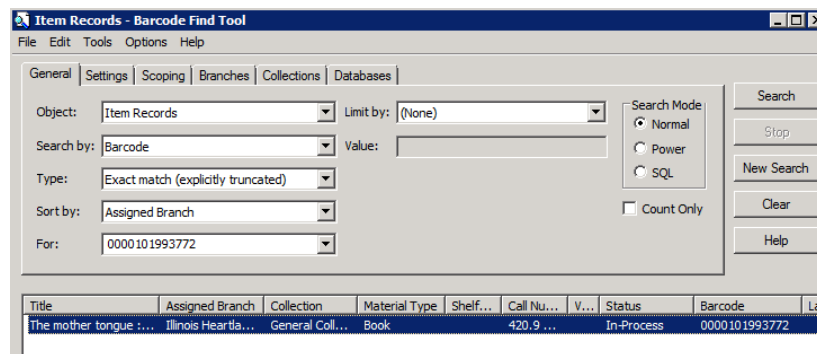 Item Records - Barcode Find Tool
File Edit Tools Options Help
General Settings Scoping Branches Collections Databases
Object: Item Records Limit by: (None) Search Mode Search
Normal Stop
Search by: Barcode Value: Power
Type: Exact match (explicitly truncated) SQL New Search
Sort by: Assigned Branch Count Only Clear
For: 0000101993772 Help
Title Assigned Branch Collection Material Type Shelf... Call Nu... V... Status Barcode La
The mother tongue :... Illinois Heartla... General Coll... Book 420.9 ... In-Process 0000101993772